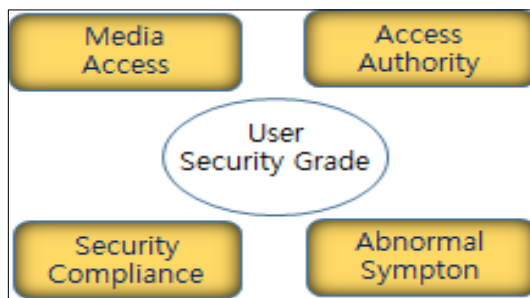 Media
Access
Access
Authority
User
Security Grade
Security
Compliance
Abnormal
Sympton